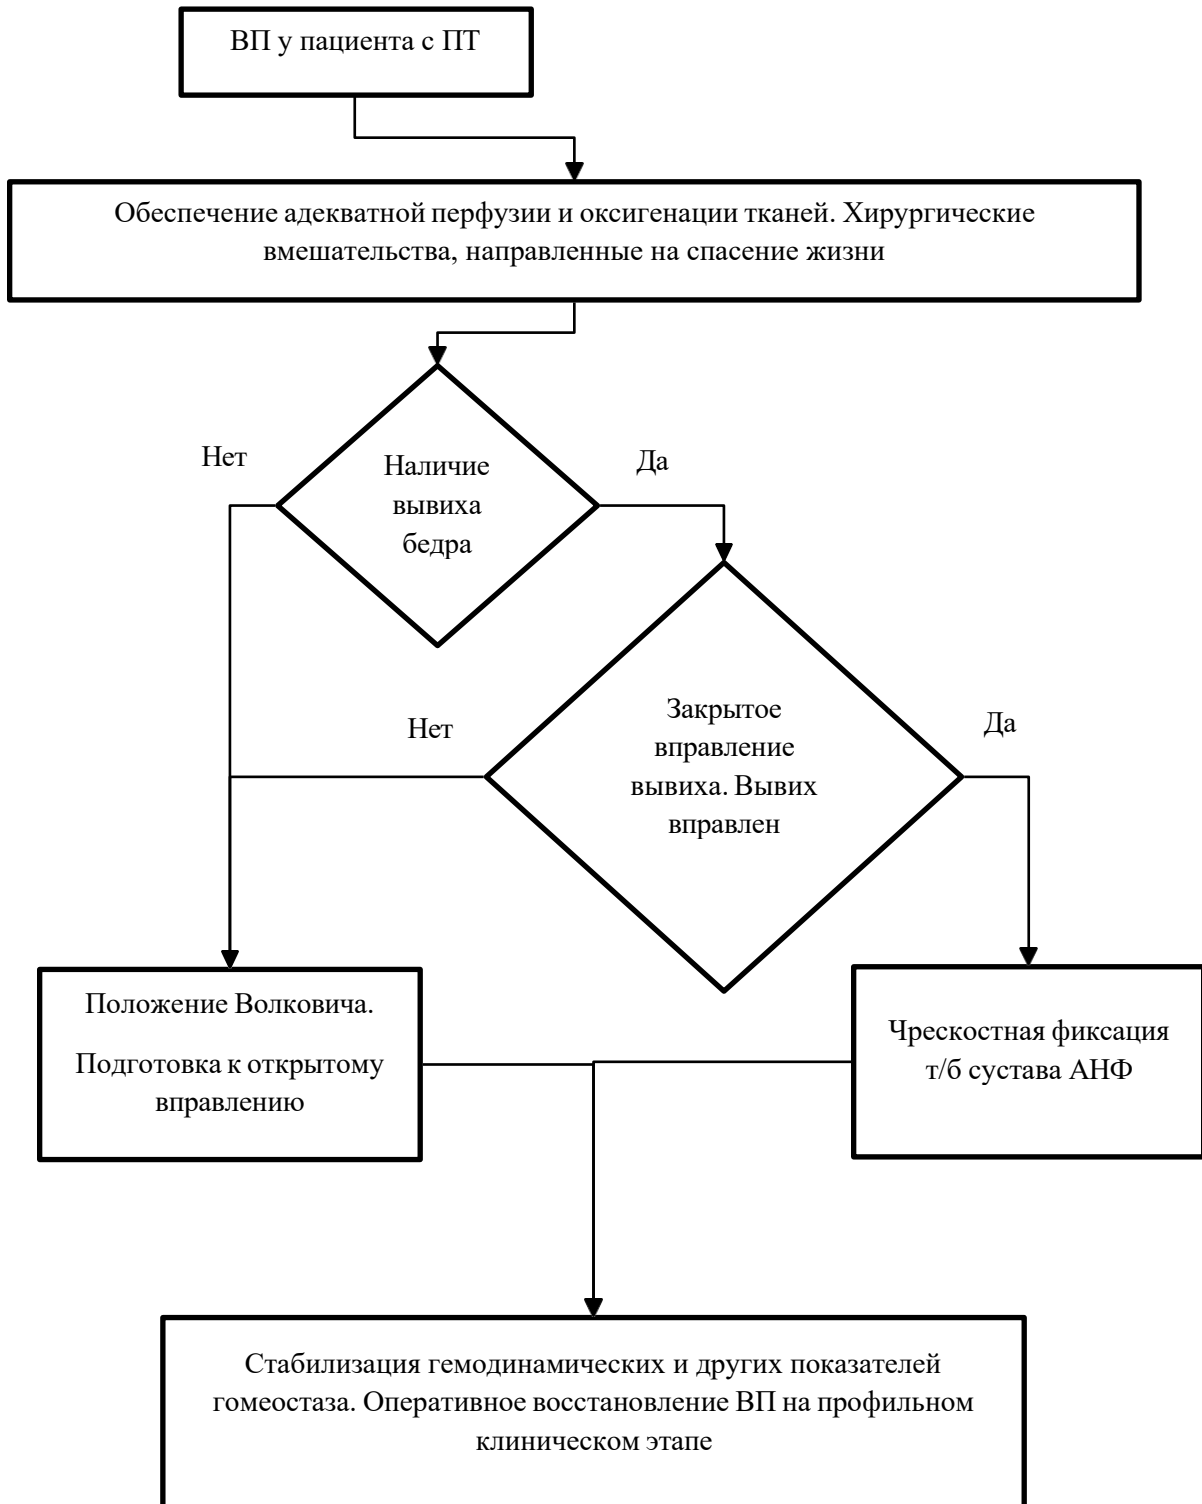 ВП у пациента с ПТ
Обеспечение адекватной перфузии и оксигенации тканей. Хирургические
вмешательства, направленные на спасение жизни
Нет
Да
Наличие
вывиха
бедра
Нет
Да
Закрытое
вправление
вывиха. Вывих
вправлен
Положение Волковича.
Подготовка к открытому
вправлению
Чрескостная фиксация
т/б сустава АНФ
Стабилизация гемодинамических и других показателей
гомеостаза. Оперативное восстановление ВП на профильном
клиническом этапе